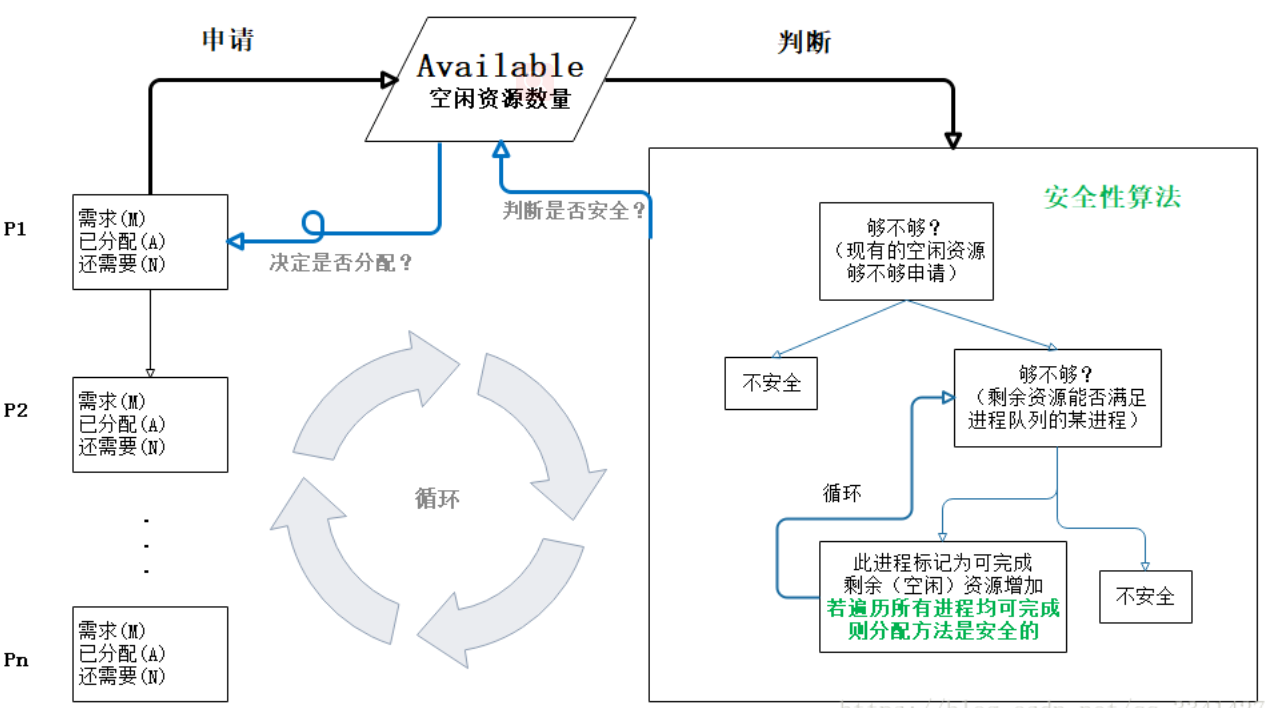 申请
判断
Available
空闲资源数量
安全性算法
判断是否安全？
决定是否分配？
P1
需求(M)
已分配(A)
还需要(N)
够不够？
（现有的空闲资源
够不够申请）
不安全
够不够？
（剩余资源能否满足
进程队列的某进程）
P2
需求(M)
已分配(A)
还需要(N)
循环
循环
此进程标记为可完成
剩余（空闲）资源增加
若遍历所有进程均可完成
则分配方法是安全的
不安全
Pn
需求(M)
已分配(A)
还需要(N)